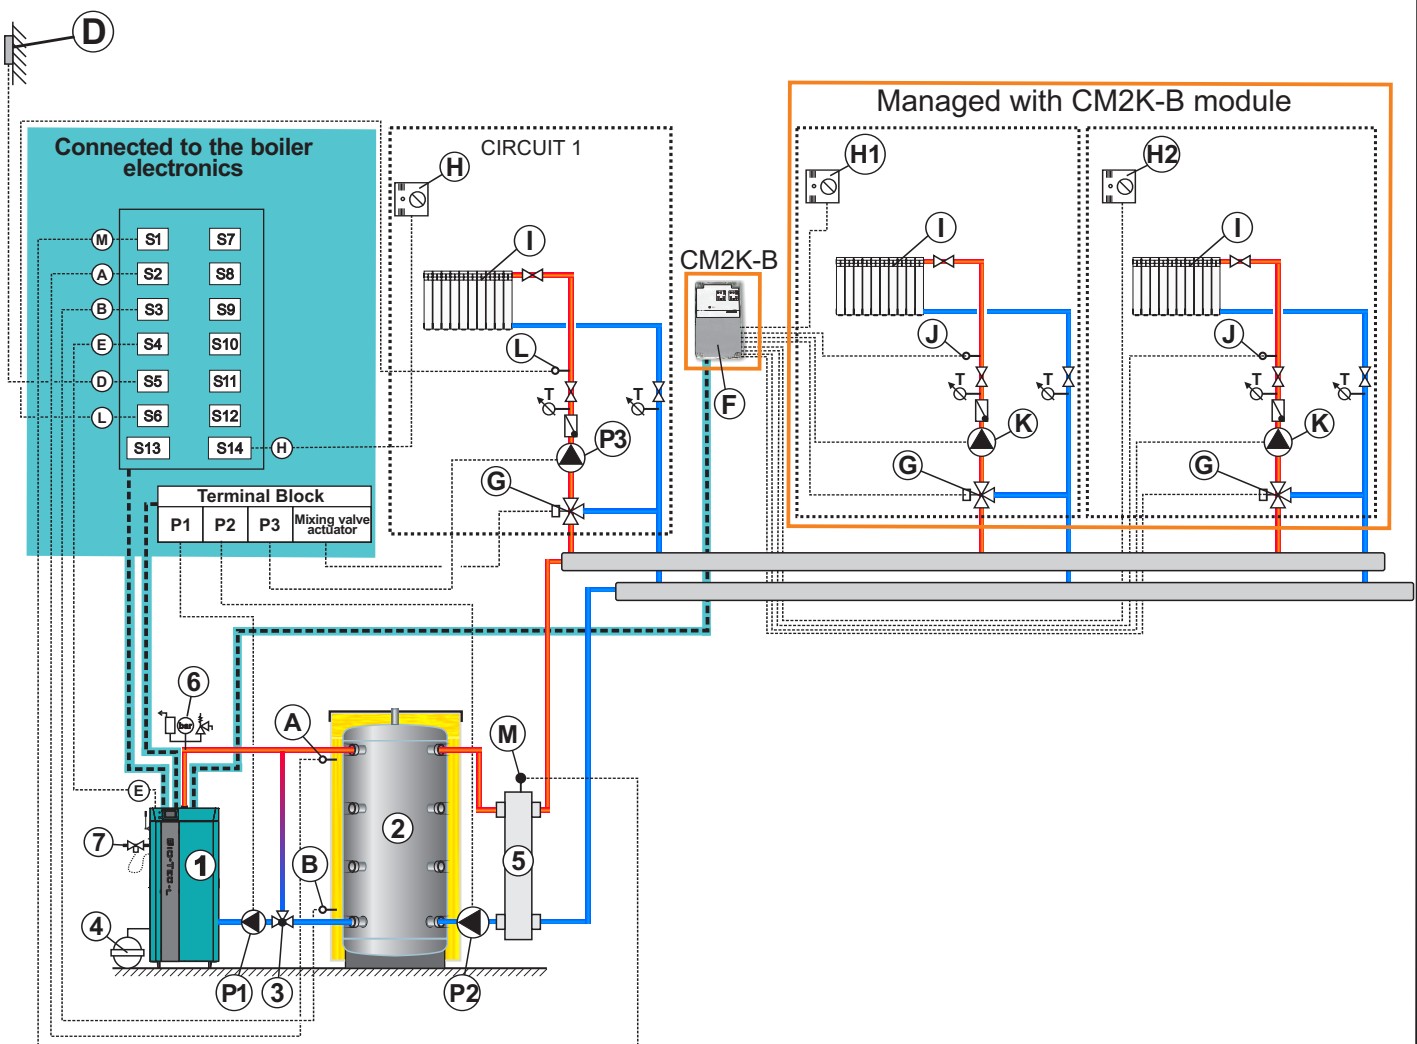 D
Managed with CM2K-B module
Connected to the boiler
electronics
CIRCUIT 1
H
H1
H2
M
S1
S7
A
S2
S8
B
S3
S9
E
S4
S10
D
S5
S11
L
S6
S12
S13
S14
H
I
CM2K-B
I
I
L
J
J
T
T
F
T
T
T
T
P3
K
K
G
G
G
Terminal Block
P1
P2
P3
Mixing valve
actuator
6
bar
A
M
E
7
BIO-TEC-L
1
2
5
B
4
P1
3
P2